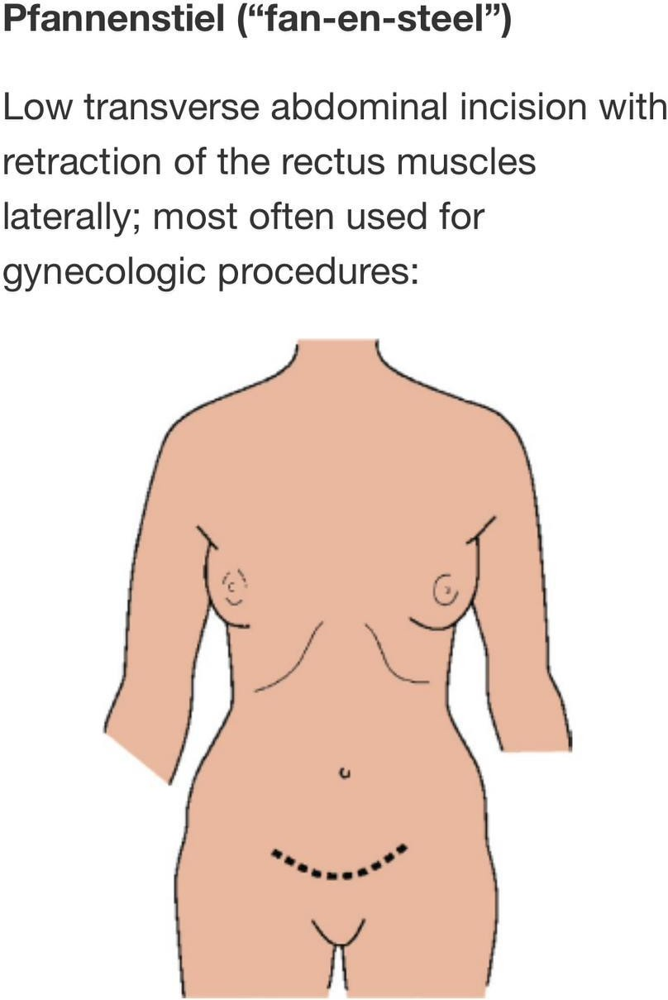 Pfannenstiel (“fan-en-steel”)
Low transverse abdominal incision with
retraction of the rectus muscles
laterally; most often used for
gynecologic procedures: